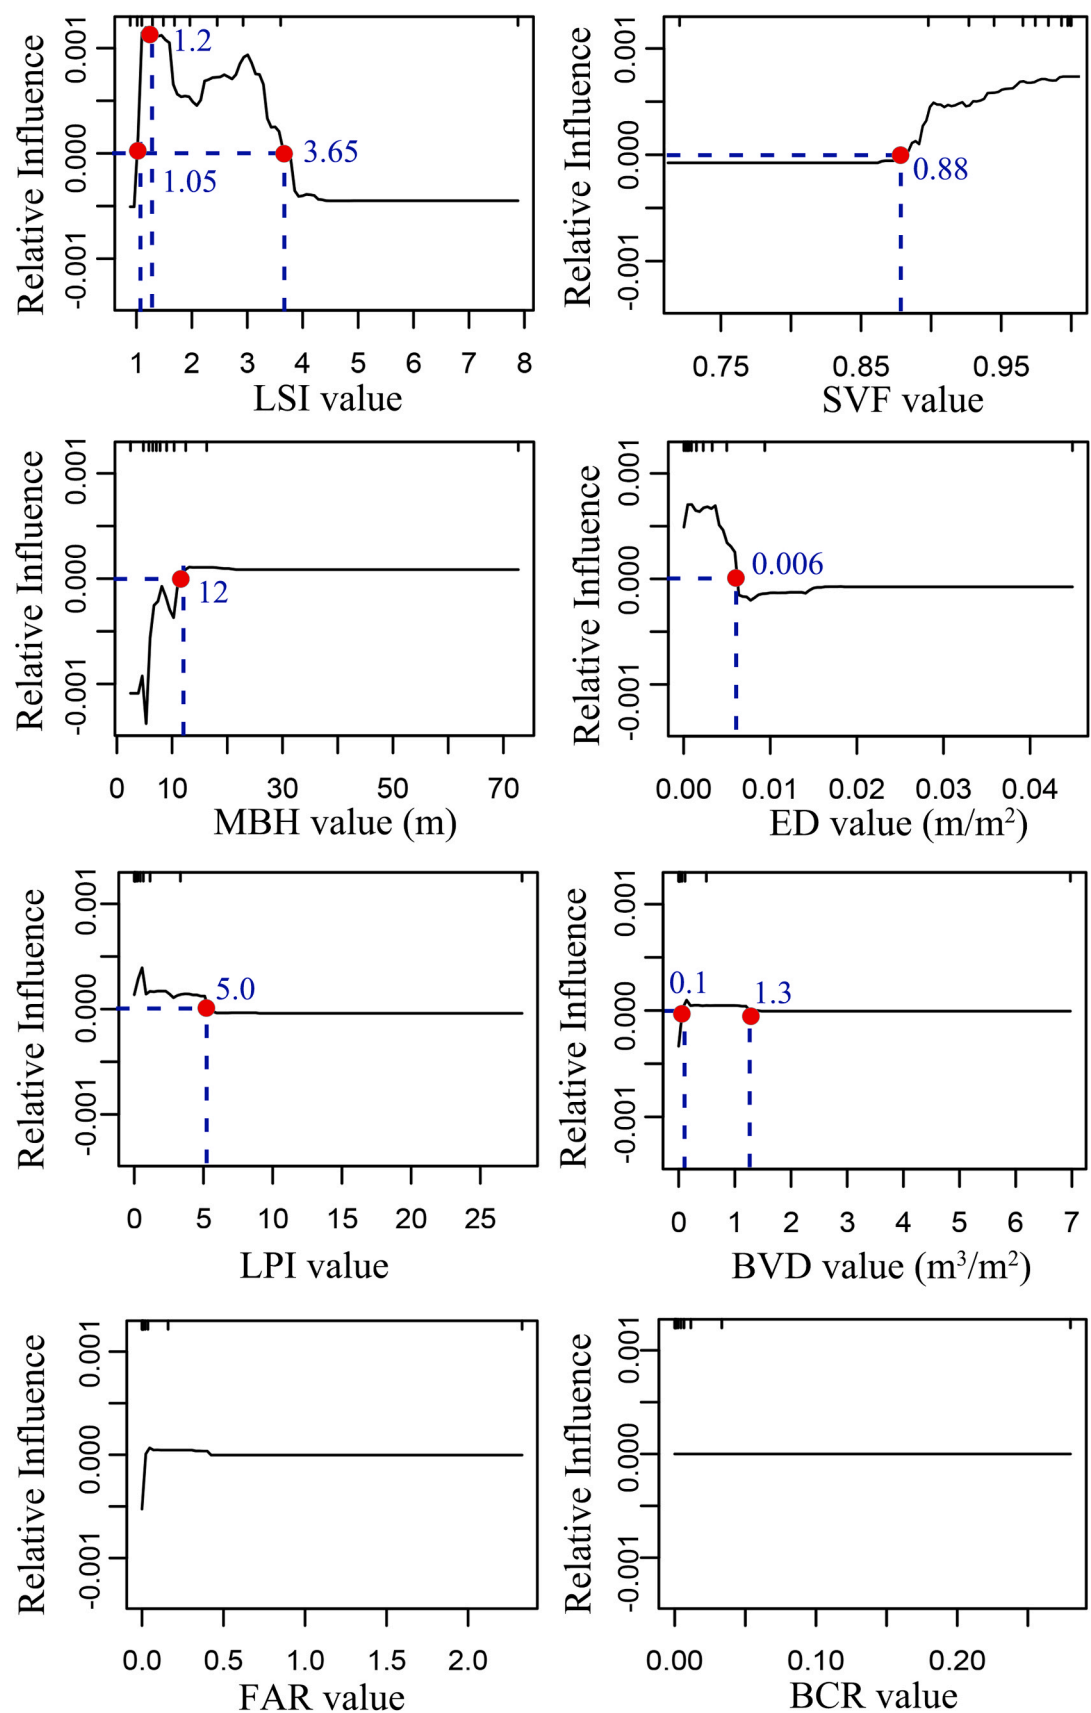 Relative Influence
0.001
0.000
-0.001
1.2
1.05
3.65
1 2 3 4 5 6 7 8
LSI value
Relative Influence
0.001
0.000
-0.001
0.88
0.75 0.85 0.95
SVF value
Relative Influence
0.001
0.000
-0.001
12
0 10 30 50 70
MBH value (m)
Relative Influence
0.001
0.000
-0.001
0.006
0.00 0.01 0.02 0.03 0.04
ED value (m/m²)
Relative Influence
0.001
0.000
-0.001
5.0
0 5 10 15 20 25
LPI value
Relative Influence
0.001
0.000
-0.001
0.1
1.3
0 1 2 3 4 5 6 7
BVD value (m³/m²)
Relative Influence
0.001
0.000
-0.001
0.0 0.5 1.0 1.5 2.0
FAR value
Relative Influence
0.001
0.000
-0.001
0.00 0.10 0.20
BCR value